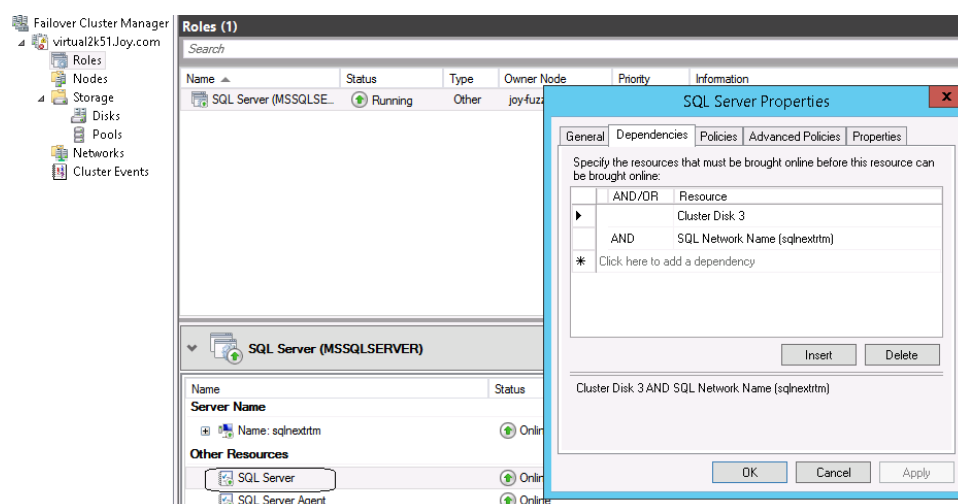 Failover Cluster Manager
virtual2k51.Joy.com
Roles
Nodes
Storage
Disks
Pools
Networks
Cluster Events
Roles (1)
Search
Name Status Type Owner Node Priority Information
SQL Server (MSSQLSE... Running Other joy-fuzz
SQL Server Properties
x
General Dependencies Policies Advanced Policies Properties
Specify the resources that must be brought online before this resource can
be brought online:
AND/OR Resource
Cluster Disk 3
AND SQL Network Name (sqlnextrtm)
Click here to add a dependency
Insert Delete
Cluster Disk 3 AND SQL Network Name (sqlnextrtm)
OK Cancel Apply
SQL Server (MSSQLSERVER)
Name Status
Server Name
Name: sqlnextrtm Onlin
Other Resources
SQL Server Onlin
SQL Server Agent Online